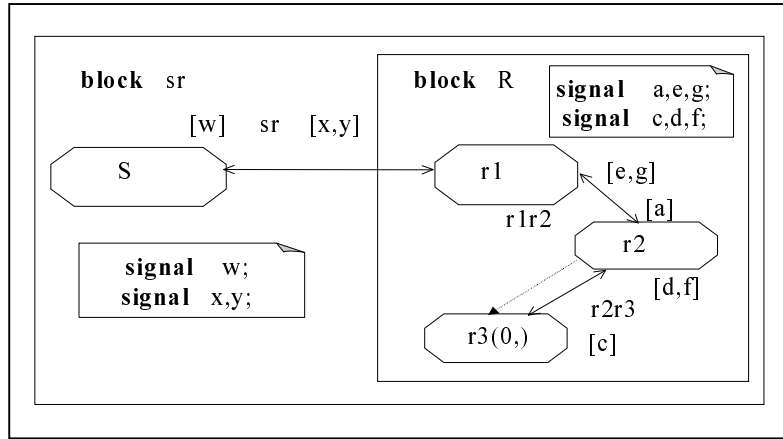 block sr
block R
signal a,e,g;
signal c,d,f;
[w] sr [x,y]
S
r1
[e,g]
r1r2
[a]
r2
signal w;
signal x,y;
[d,f]
r2r3
r3(0,)
[c]